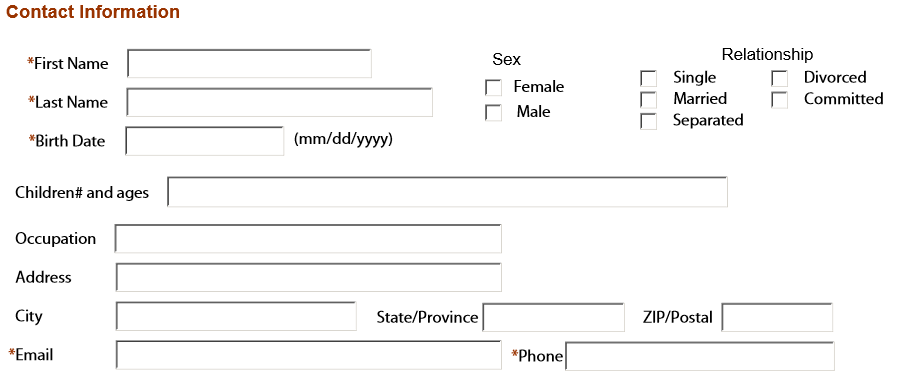 Contact Information
*First Name
Sex
Relationship
Female
Single
Divorced
*Last Name
Male
Married
Committed
Separated
*Birth Date
(mm/dd/yyyy)
Children# and ages
Occupation
Address
City
State/Province
ZIP/Postal
*Email
*Phone